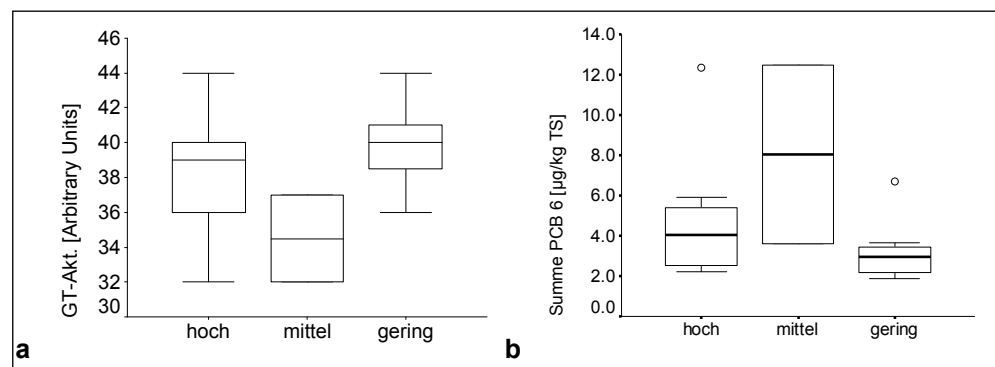 GT-Akt. [Arbitrary Units]
46
44
42
40
38
36
34
32
30
hoch mittel gering
a
Summe PCB 6 [µg/kg TS]
14.0
12.0
10.0
8.0
6.0
4.0
2.0
0.0
hoch mittel gering
b